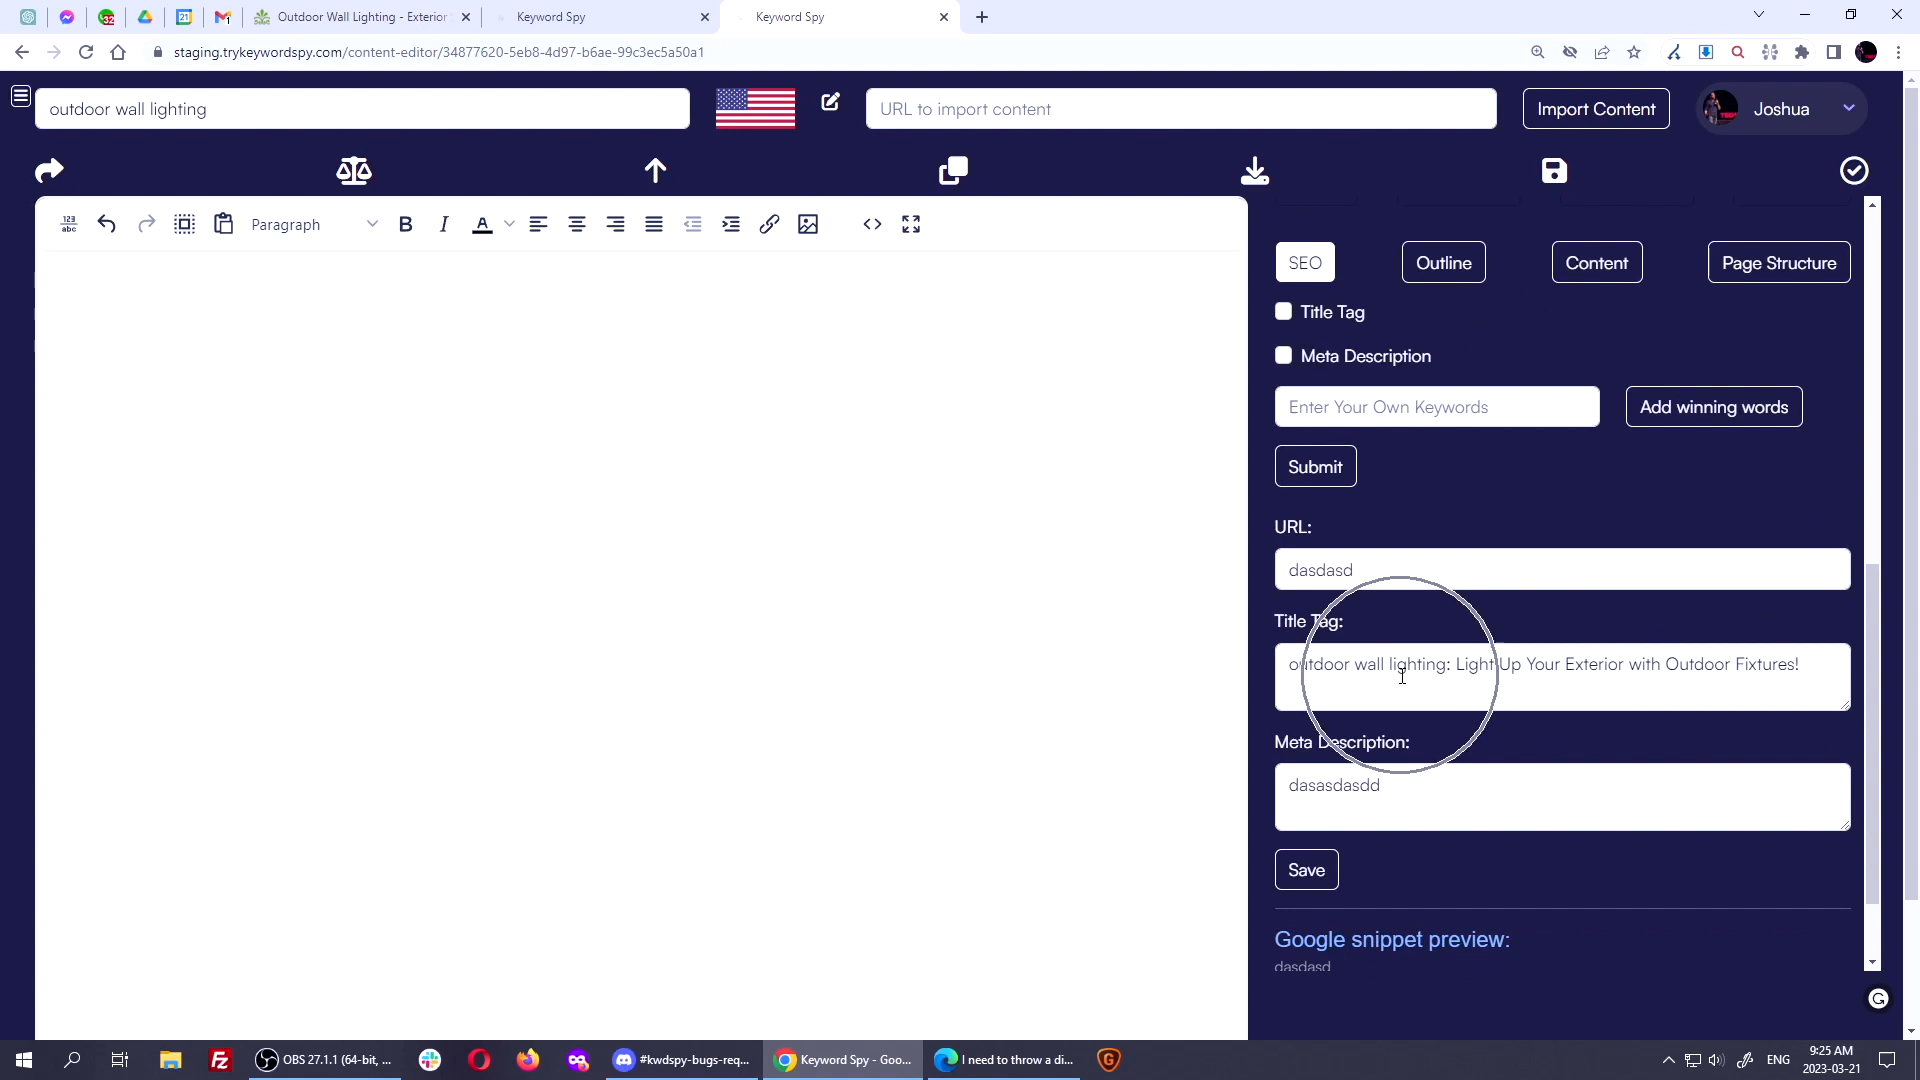 Outdoor Wall Lighting - Exterior
Keyword Spy
Keyword Spy
staging.trykeywordspy.com/content-editor/34877620-5eb8-4d97-b6ae-99c3ec5a50a1
outdoor wall lighting
URL to import content
Import Content
Joshua
123
abc
Paragraph
B
I
A
SEO
Outline
Content
Page Structure
Title Tag
Meta Description
Enter Your Own Keywords
Add winning words
Submit
URL:
dasdasd
Title Tag:
outdoor wall lighting: Light Up Your Exterior with Outdoor Fixtures!
Meta Description:
dasasdasdd
Save
Google snippet preview:
dasdasd
OBS 27.1.1 (64-bit, ...
#kwdspy-bugs-req...
Keyword Spy - Goo...
I need to throw a di...
ENG
9:25 AM
2023-03-21